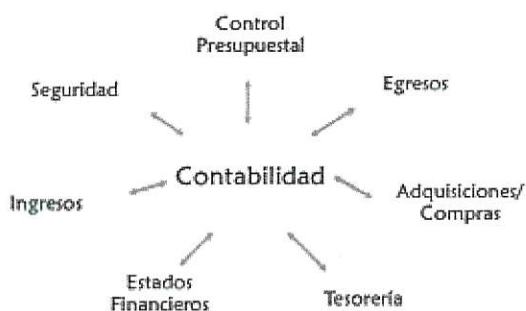 Control
Presupuestal
Seguridad
Egresos
Contabilidad
Ingresos
Adquisiciones/
Compras
Estados
Financieros
Tesorería